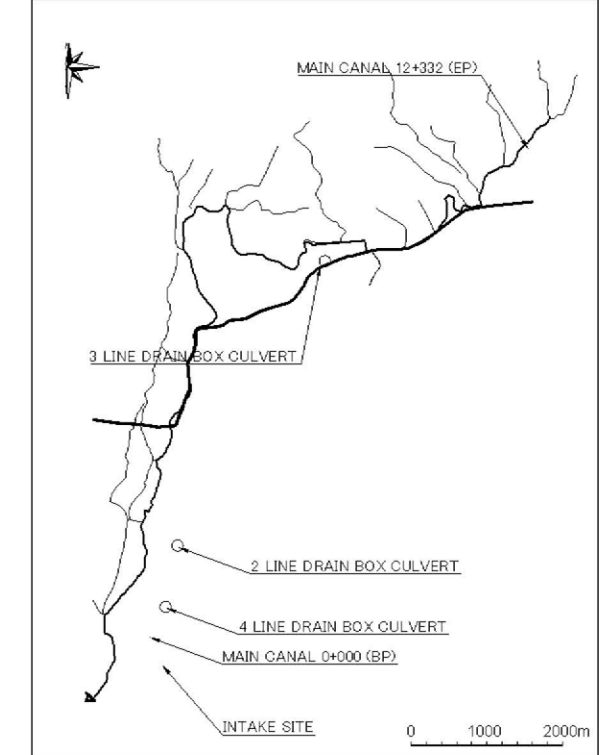 MAIN CANAL 12+332 (EP)
3 LINE DRAIN BOX CULVERT
2 LINE DRAIN BOX CULVERT
4 LINE DRAIN BOX CULVERT
MAIN CANAL 0+000 (BP)
INTAKE SITE
0 1000 2000m